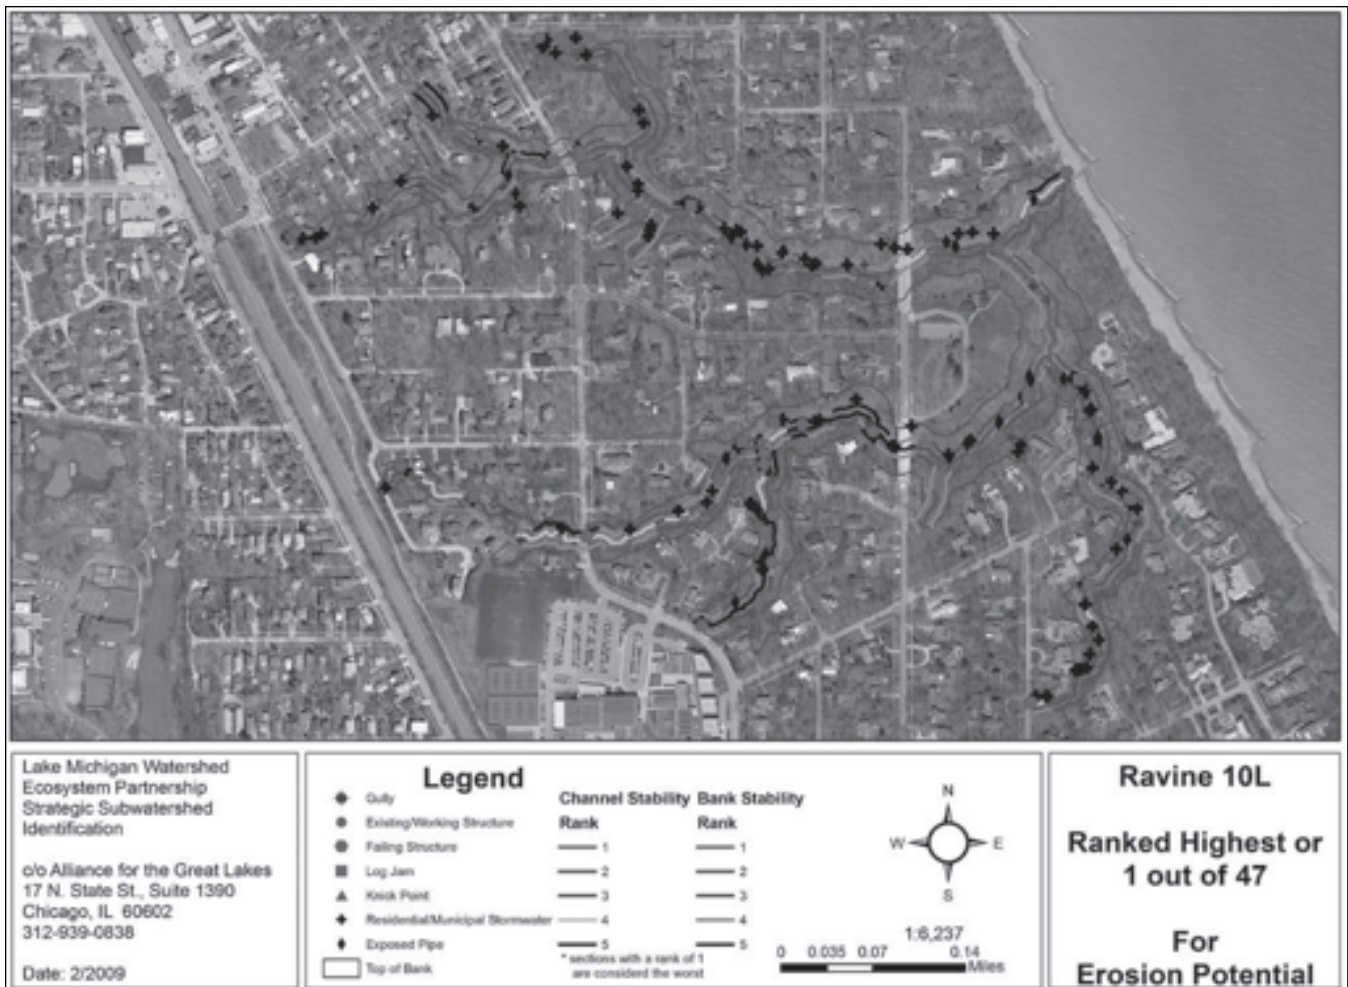 Lake Michigan Watershed
Ecosystem Partnership
Strategic Subwatershed
Identification
c/o Alliance for the Great Lakes
17 N. State St., Suite 1390
Chicago, IL 60602
312-939-0838
Date: 2/2009
Legend
Gully
Existing/Working Structure
Failing Structure
Log Jam
Knick Point
Residential/Municipal Stormwater
Exposed Pipe
Top of Bank
Channel Stability
Rank
1
2
3
4
5
Bank Stability
Rank
1
2
3
4
5
* sections with a rank of 1
are considerd the worst
N
W E
S
1:6,237
0 0.035 0.07 0.14
Miles
Ravine 10L
Ranked Highest or
1 out of 47
For
Erosion Potential